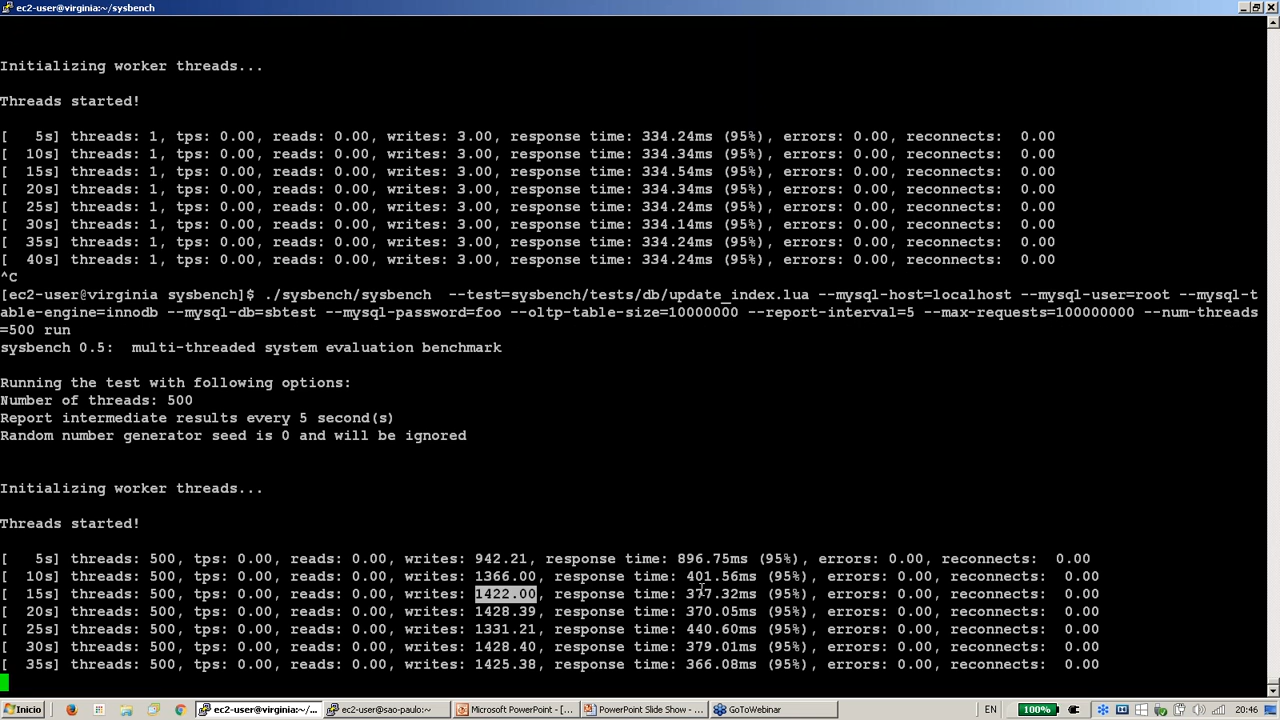 ec2-user@virginia:~/sysbench
Initializing worker threads...
Threads started!
[   5s] threads: 1, tps: 0.00, reads: 0.00, writes: 3.00, response time: 334.24ms (95%), errors: 0.00, reconnects:  0.00
[  10s] threads: 1, tps: 0.00, reads: 0.00, writes: 3.00, response time: 334.34ms (95%), errors: 0.00, reconnects:  0.00
[  15s] threads: 1, tps: 0.00, reads: 0.00, writes: 3.00, response time: 334.54ms (95%), errors: 0.00, reconnects:  0.00
[  20s] threads: 1, tps: 0.00, reads: 0.00, writes: 3.00, response time: 334.34ms (95%), errors: 0.00, reconnects:  0.00
[  25s] threads: 1, tps: 0.00, reads: 0.00, writes: 3.00, response time: 334.24ms (95%), errors: 0.00, reconnects:  0.00
[  30s] threads: 1, tps: 0.00, reads: 0.00, writes: 3.00, response time: 334.14ms (95%), errors: 0.00, reconnects:  0.00
[  35s] threads: 1, tps: 0.00, reads: 0.00, writes: 3.00, response time: 334.24ms (95%), errors: 0.00, reconnects:  0.00
[  40s] threads: 1, tps: 0.00, reads: 0.00, writes: 3.00, response time: 334.24ms (95%), errors: 0.00, reconnects:  0.00
^C
[ec2-user@virginia sysbench]$ ./sysbench/sysbench  --test=sysbench/tests/db/update_index.lua --mysql-host=localhost --mysql-user=root --mysql-t
able-engine=innodb --mysql-db=sbtest --mysql-password=foo --oltp-table-size=10000000 --report-interval=5 --max-requests=100000000 --num-threads
=500 run
sysbench 0.5:  multi-threaded system evaluation benchmark
Running the test with following options:
Number of threads: 500
Report intermediate results every 5 second(s)
Random number generator seed is 0 and will be ignored
Initializing worker threads...
Threads started!
[   5s] threads: 500, tps: 0.00, reads: 0.00, writes: 942.21, response time: 896.75ms (95%), errors: 0.00, reconnects:  0.00
[  10s] threads: 500, tps: 0.00, reads: 0.00, writes: 1366.00, response time: 401.56ms (95%), errors: 0.00, reconnects:  0.00
[  15s] threads: 500, tps: 0.00, reads: 0.00, writes: 1422.00, response time: 377.32ms (95%), errors: 0.00, reconnects:  0.00
[  20s] threads: 500, tps: 0.00, reads: 0.00, writes: 1428.39, response time: 370.05ms (95%), errors: 0.00, reconnects:  0.00
[  25s] threads: 500, tps: 0.00, reads: 0.00, writes: 1331.21, response time: 440.60ms (95%), errors: 0.00, reconnects:  0.00
[  30s] threads: 500, tps: 0.00, reads: 0.00, writes: 1428.40, response time: 379.01ms (95%), errors: 0.00, reconnects:  0.00
[  35s] threads: 500, tps: 0.00, reads: 0.00, writes: 1425.38, response time: 366.08ms (95%), errors: 0.00, reconnects:  0.00
Inicio ec2-user@virginia:~/... ec2-user@sao-paulo:~ Microsoft PowerPoint - [... PowerPoint Slide Show - ... GoToWebinar EN 100% 20:46